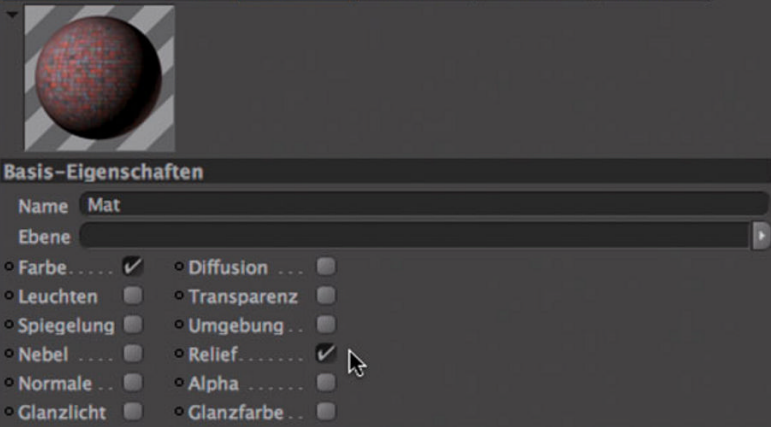 Basis-Eigenschaften
Name Mat
Ebene
Farbe..... Diffusion ...
Leuchten Transparenz
Spiegelung Umgebung..
Nebel .... Relief.......
Normale .. Alpha ......
Glanzlicht Glanzfarbe..